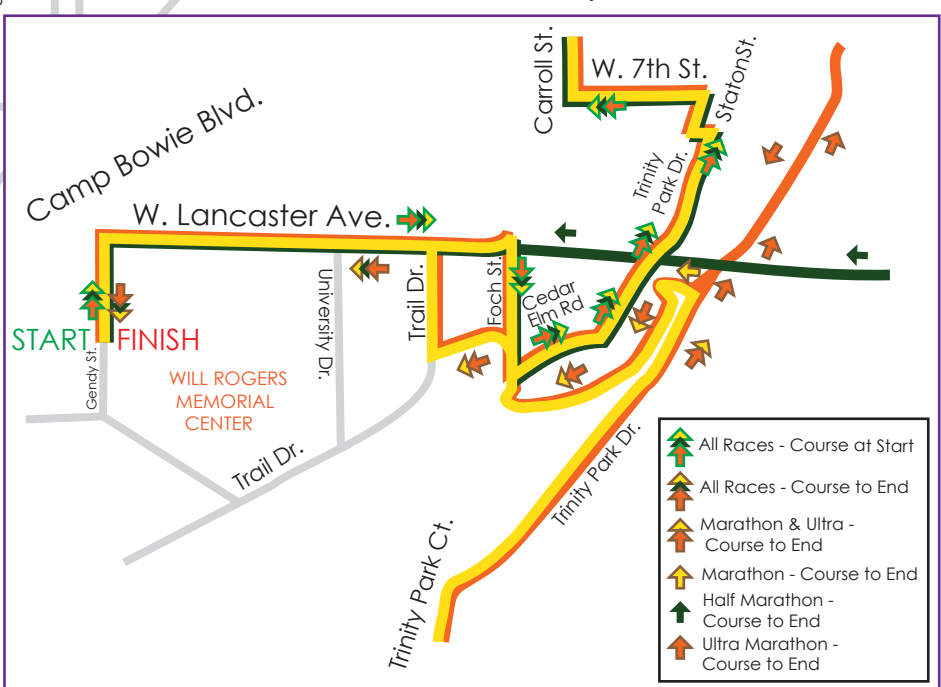 Carroll St.
W. 7th St.
StatonSt.
Camp Bowie Blvd.
Trinity
Park Dr.
W. Lancaster Ave.
University Dr.
Trail Dr.
Foch St.
Cedar
Elm Rd
START
FINISH
Gendy St.
WILL ROGERS
MEMORIAL
CENTER
Trail Dr.
Trinity Park Dr.
Trinity Park Ct.
All Races - Course at Start
All Races - Course to End
Marathon & Ultra -
Course to End
Marathon - Course to End
Half Marathon -
Course to End
Ultra Marathon -
Course to End